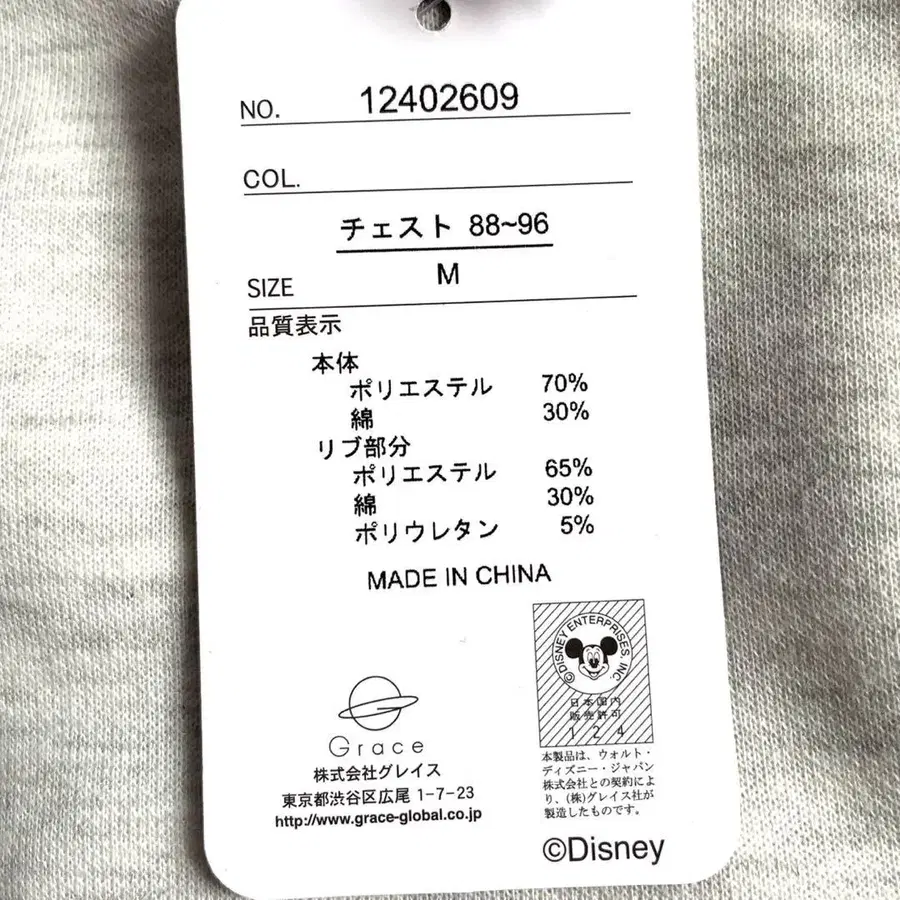 NO. 12402609
COL.
チェスト 88~96
SIZE M
品質表示
本体
ポリエステル 70%
綿 30%
リブ部分
ポリエステル 65%
綿 30%
ポリウレタン 5%
MADE IN CHINA
©DISNEY ENTERPRISES, INC.
日本国内
販売許可
1 2 4
本製品は、ウォルト・
ディズニー・ジャパン
株式会社との契約によ
り、(株)グレイス社が
製造したものです。
Grace
株式会社グレイス
東京都渋谷区広尾 1-7-23
http://www.grace-global.co.jp
©Disney